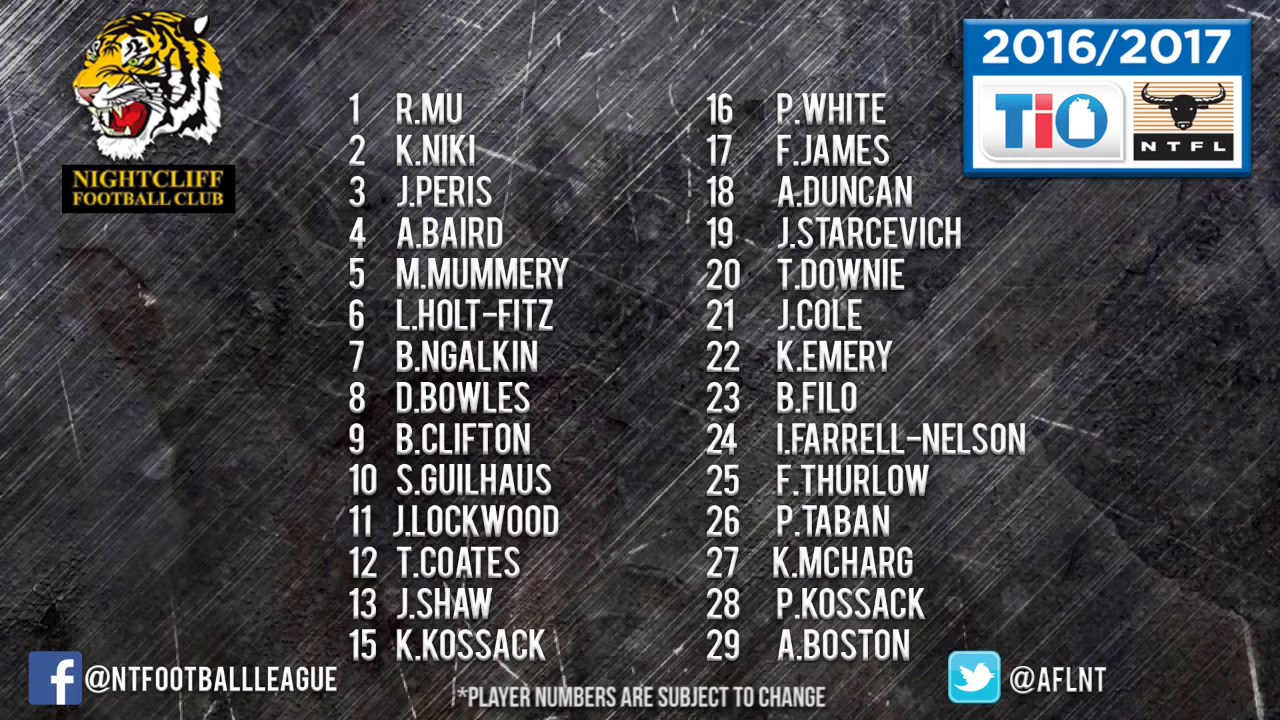 NIGHTCLIFF
FOOTBALL CLUB
2016/2017
TiO
NTFL
1 R.MU
2 K.NIKI
3 J.PERIS
4 A.BAIRD
5 M.MUMMERY
6 L.HOLT-FITZ
7 B.NGALKIN
8 D.BOWLES
9 B.CLIFTON
10 S.GUILHAUS
11 J.LOCKWOOD
12 T.COATES
13 J.SHAW
15 K.KOSSACK
16 P.WHITE
17 F.JAMES
18 A.DUNCAN
19 J.STARCEVICH
20 T.DOWNIE
21 J.COLE
22 K.EMERY
23 B.FILO
24 I.FARRELL-NELSON
25 F.THURLOW
26 P.TABAN
27 K.MCHARG
28 P.KOSSACK
29 A.BOSTON
f @NTFOOTBALLLEAGUE
*PLAYER NUMBERS ARE SUBJECT TO CHANGE
@AFLNT